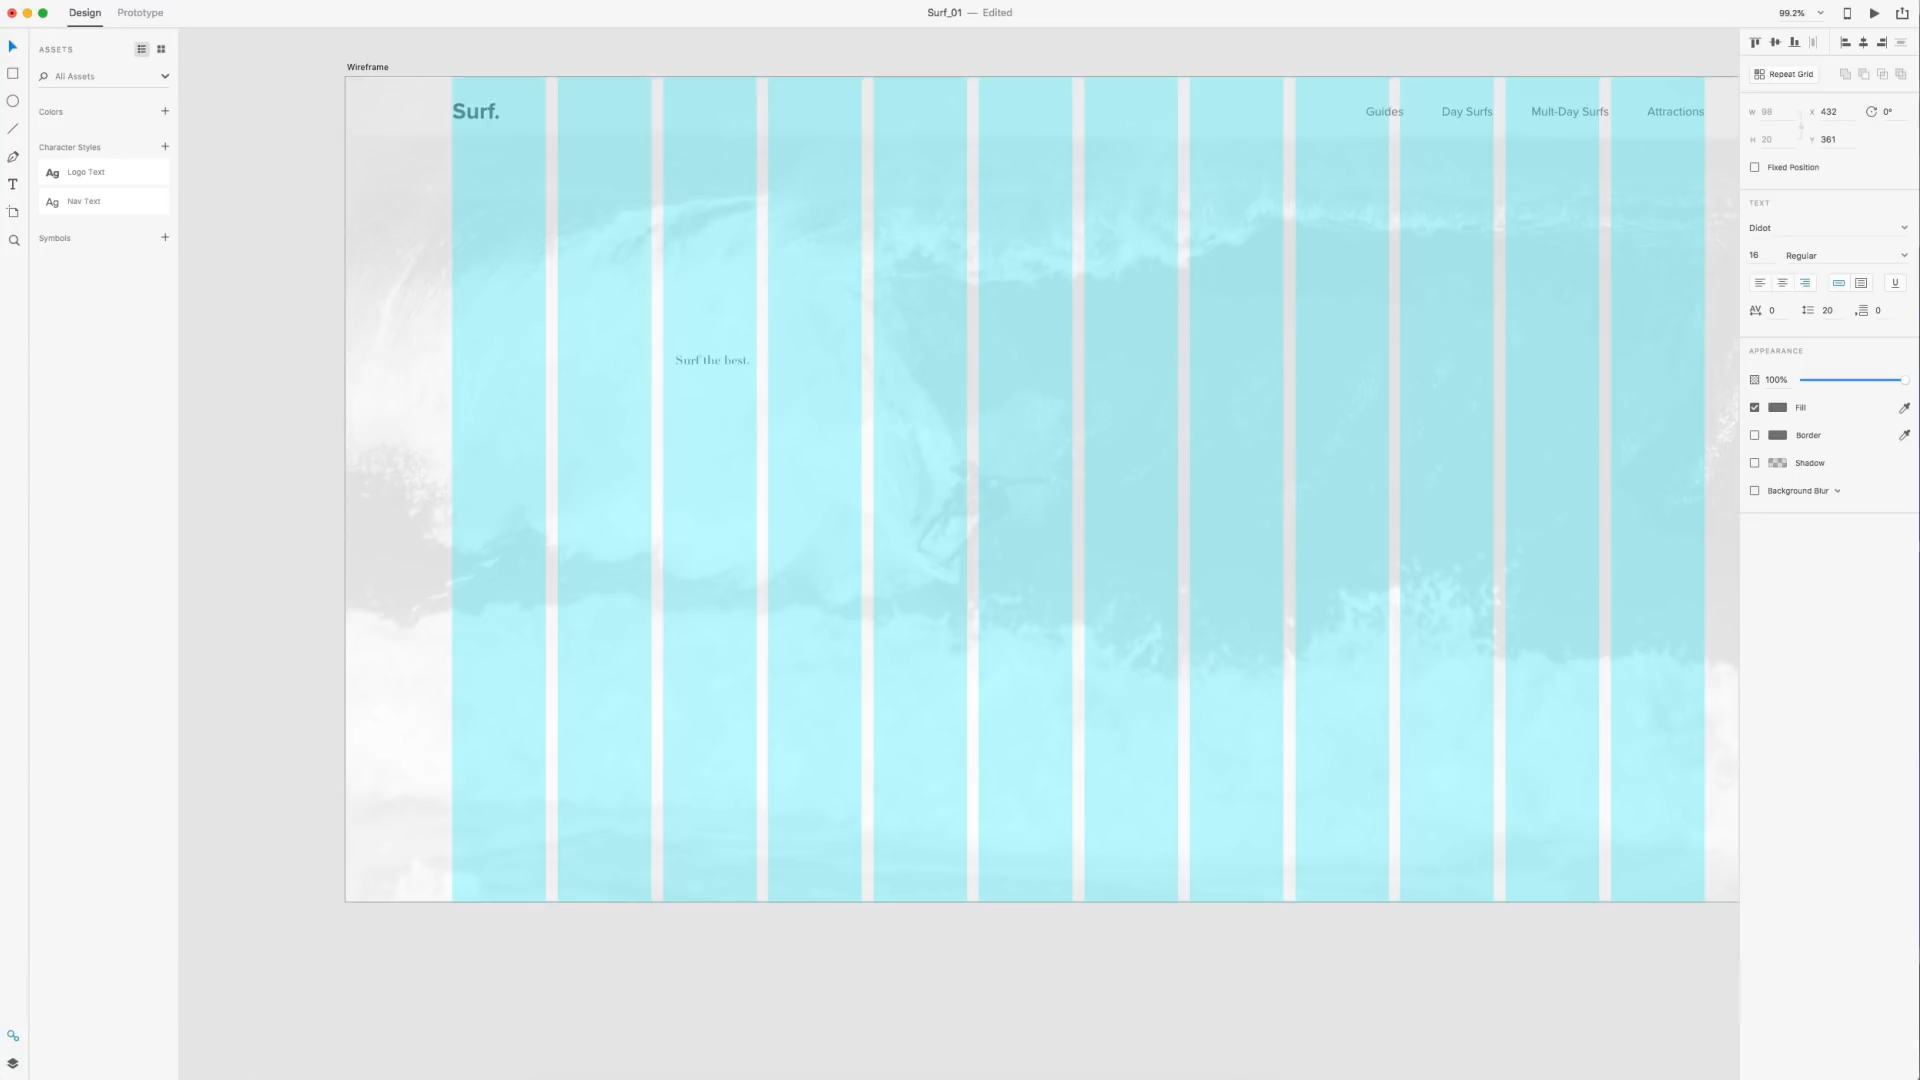 Design Prototype Surf_01 — Edited 99.2%
ASSETS
All Assets
Colors +
Character Styles +
Ag Logo Text
Ag Nav Text
Symbols +
Wireframe
Surf. Guides Day Surfs Mult-Day Surfs Attractions
Surf the best.
Repeat Grid
W 98 X 432 0°
H 20 Y 361
Fixed Position
TEXT
Didot
16 Regular
U
AV 0 20 0
APPEARANCE
100%
Fill
Border
Shadow
Background Blur